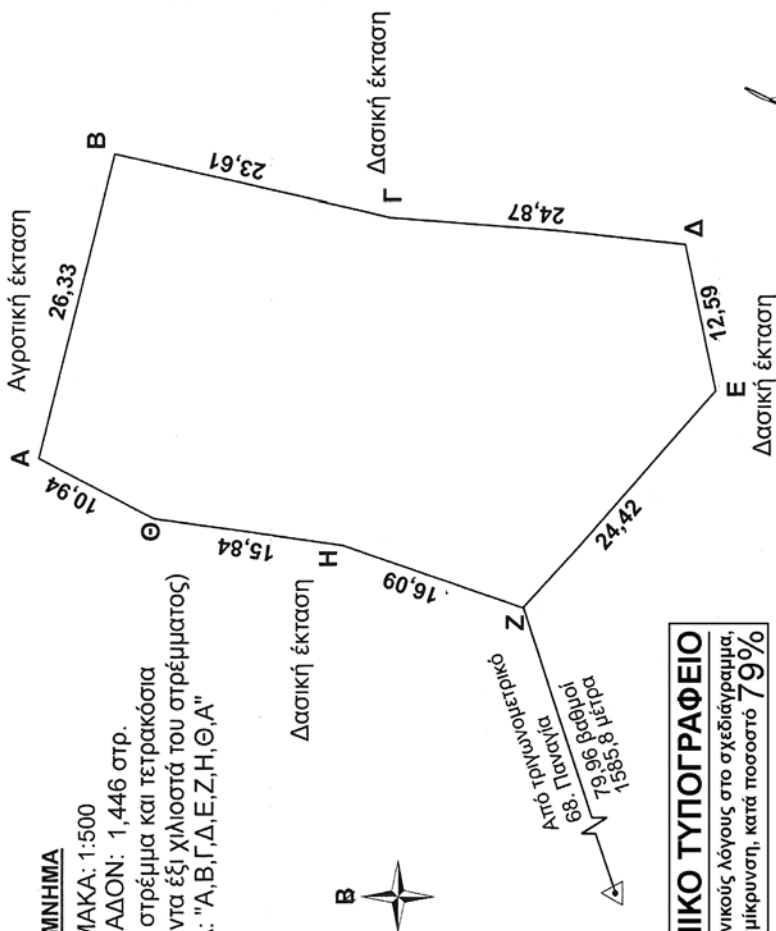 ΜΝΗΜΑ
ΜΑΚΑ: 1:500
ΑΔΟΝ: 1,446 στρ.
στρέμμα και τετρακόσια
ντα έξι χιλιοστά του στρέμματος)
.: "Α,Β,Γ,Δ,Ε,Ζ,Η,Θ,Α"
Αγροτική έκταση
Α
26,33
Β
10,94
23,61
Θ
Δασική έκταση
Γ
15,84
Η
Δασική έκταση
24,87
16,09
Δ
Ζ
12,59
24,42
Ε
Δασική έκταση
Από τριγωνομετρικό
68. Παναγία
79,96 βαθμοί
1585,8 μέτρα
Β
ΙΚΟ ΤΥΠΟΓΡΑΦΕΙΟ
νικούς λόγους στο σχεδιάγραμμα,
μίκρυνση, κατά ποσοστό 79%